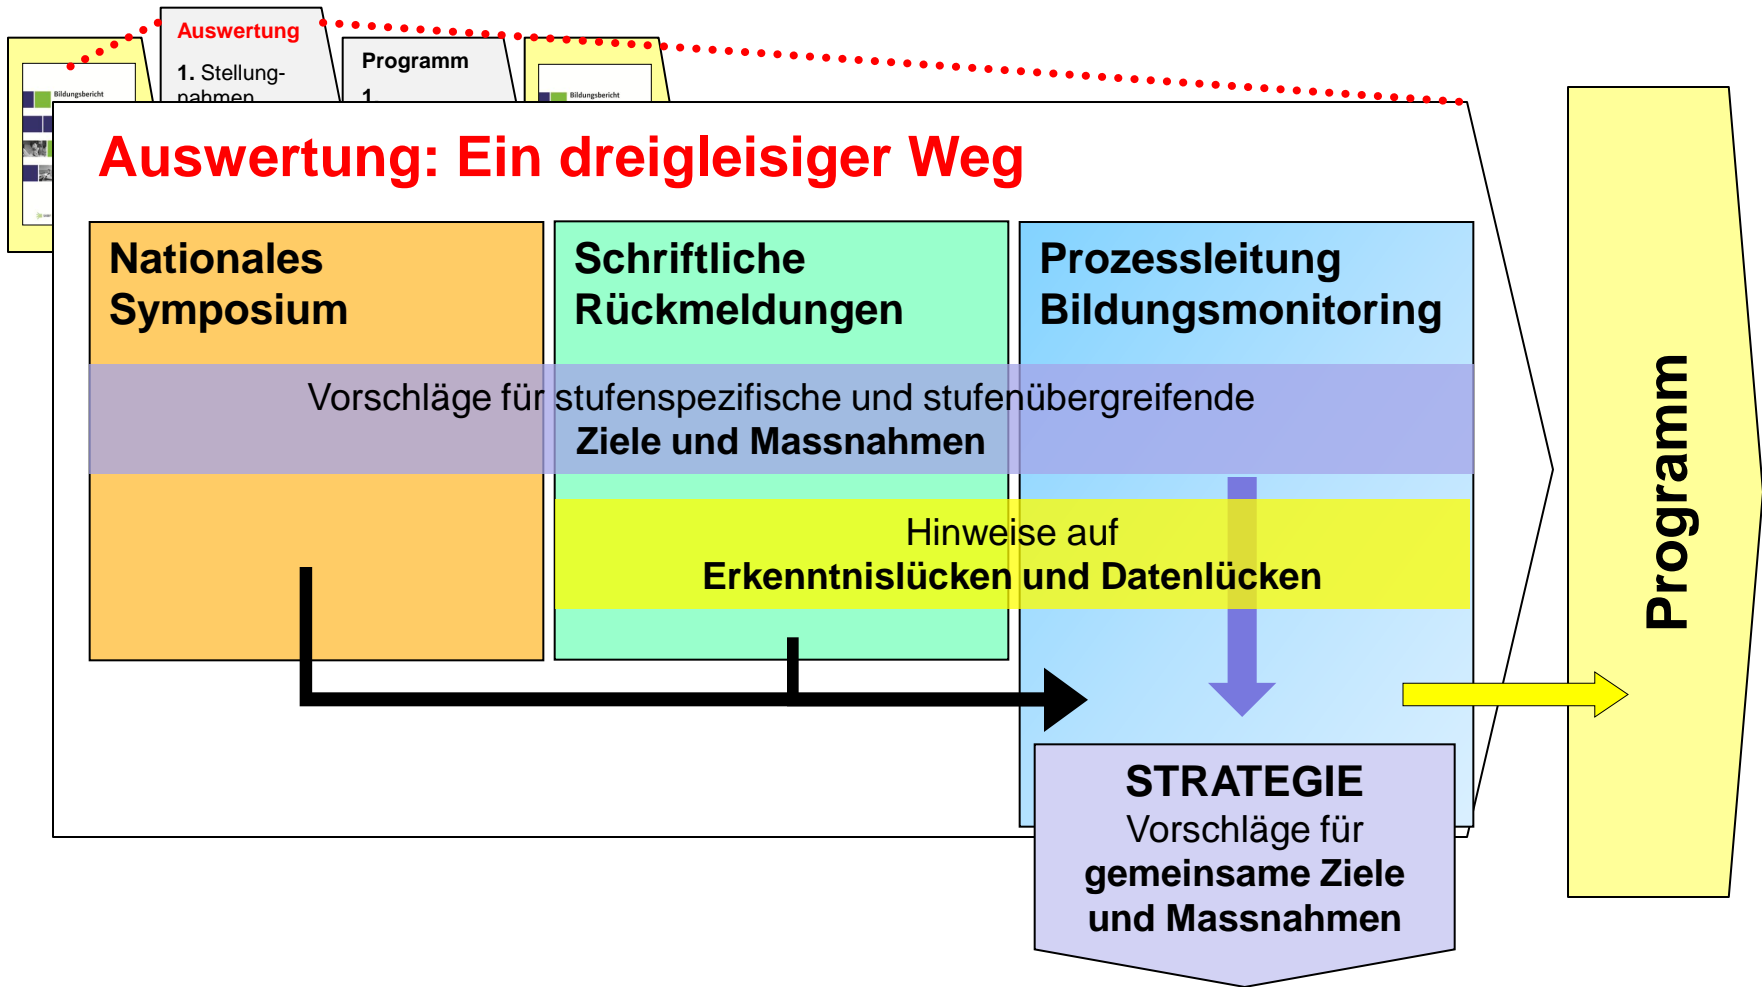 Auswertung
1. Stellung-
nahmen
Programm
1.
Bildungsbericht
Bildungsbericht
Auswertung: Ein dreigleisiger Weg
Nationales
Symposium
Schriftliche
Rückmeldungen
Prozessleitung
Bildungsmonitoring
Vorschläge für stufenspezifische und stufenübergreifende
Ziele und Massnahmen
Hinweise auf
Erkenntnislücken und Datenlücken
STRATEGIE
Vorschläge für
gemeinsame Ziele
und Massnahmen
Programm